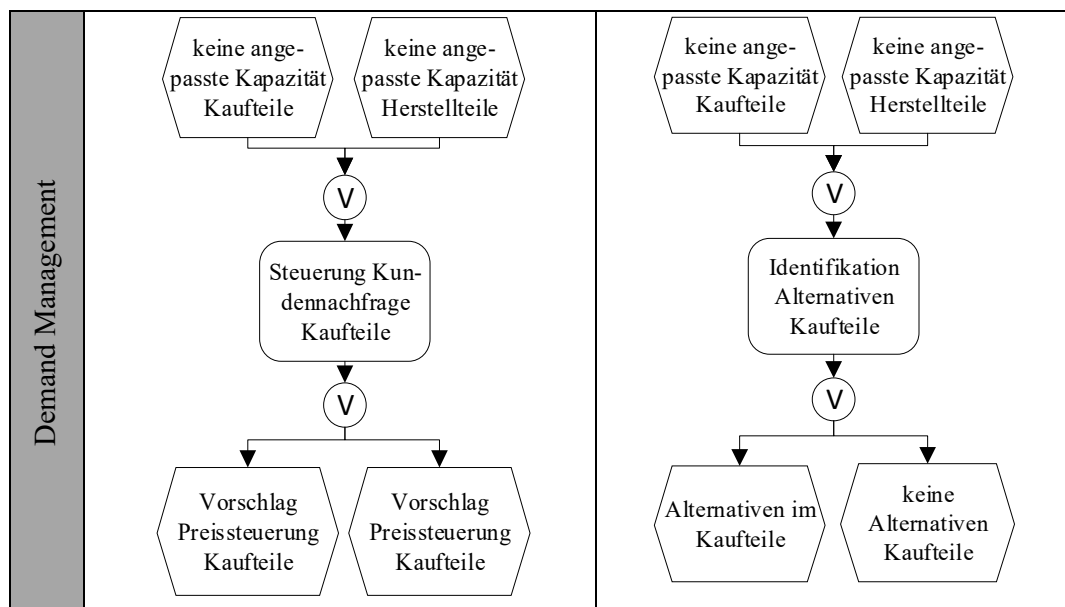 Demand Management
keine ange-
passte Kapazität
Kaufteile
keine ange-
passte Kapazität
Herstellteile
V
Steuerung Kun-
dennachfrage
Kaufteile
V
Vorschlag
Preissteuerung
Kaufteile
Vorschlag
Preissteuerung
Kaufteile
keine ange-
passte Kapazität
Kaufteile
keine ange-
passte Kapazität
Herstellteile
V
Identifikation
Alternativen
Kaufteile
V
Alternativen im
Kaufteile
keine
Alternativen
Kaufteile